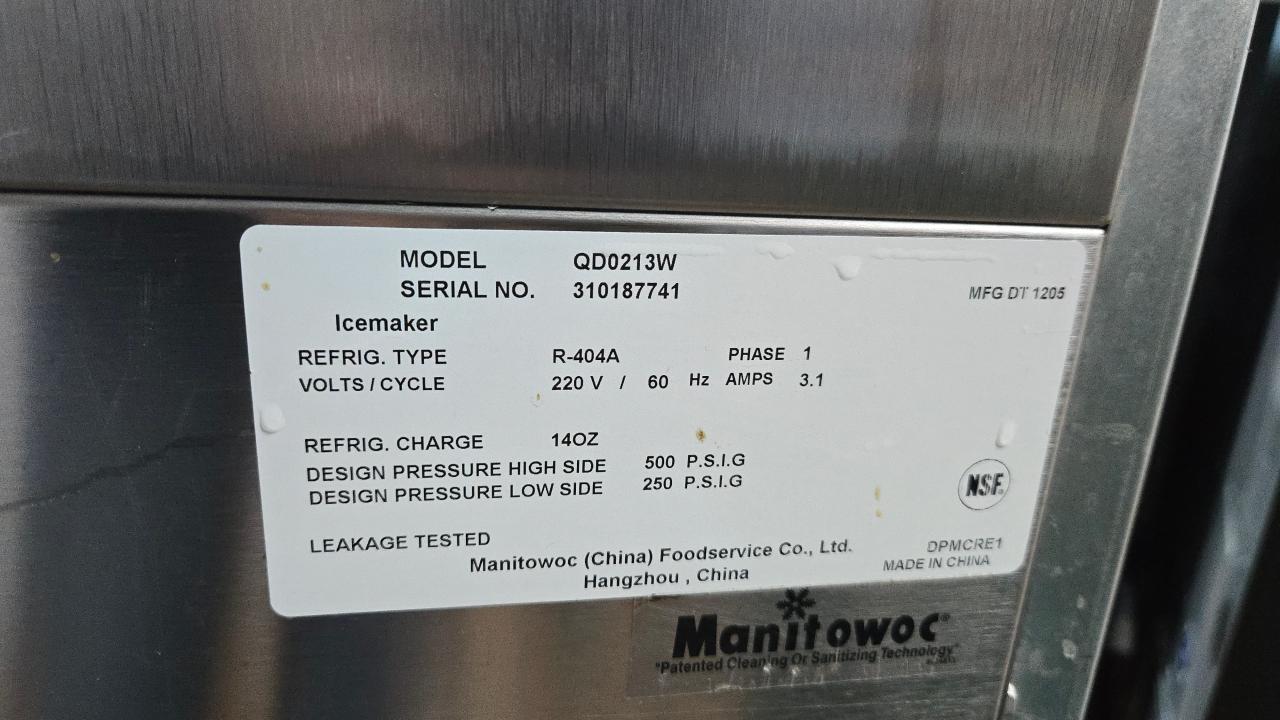 MODEL QD0213W
SERIAL NO. 310187741
MFG DT 1205
Icemaker
REFRIG. TYPE R-404A PHASE 1
VOLTS / CYCLE 220 V / 60 Hz AMPS 3.1
REFRIG. CHARGE 14OZ
DESIGN PRESSURE HIGH SIDE 500 P.S.I.G
DESIGN PRESSURE LOW SIDE 250 P.S.I.G
NSF.
LEAKAGE TESTED
Manitowoc (China) Foodservice Co., Ltd.
Hangzhou , China
DPMCRE1
MADE IN CHINA
Manitowoc®
"Patented Cleaning Or Sanitizing Technology"